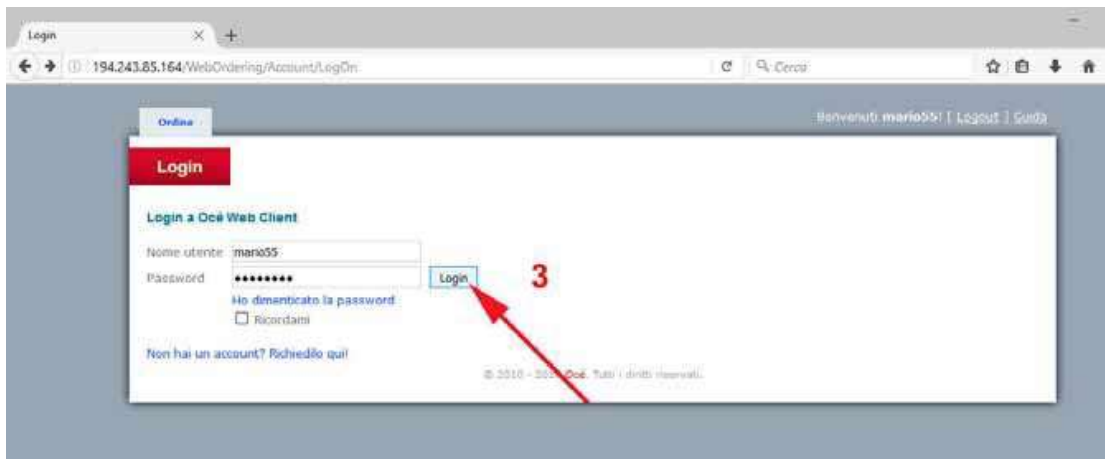 Login
194.243.85.164/WebOrdering/Account/LogOn
Cerca
Ordine
Benvenuti mario55! [ Logout ] Guida
Login
Login a Océ Web Client
Nome utente mario55
Password ●●●●●●●● Login 3
Ho dimenticato la password
Ricordami
Non hai un account? Richiedilo qui!
© 2010 - Océ. Tutti i diritti riservati.